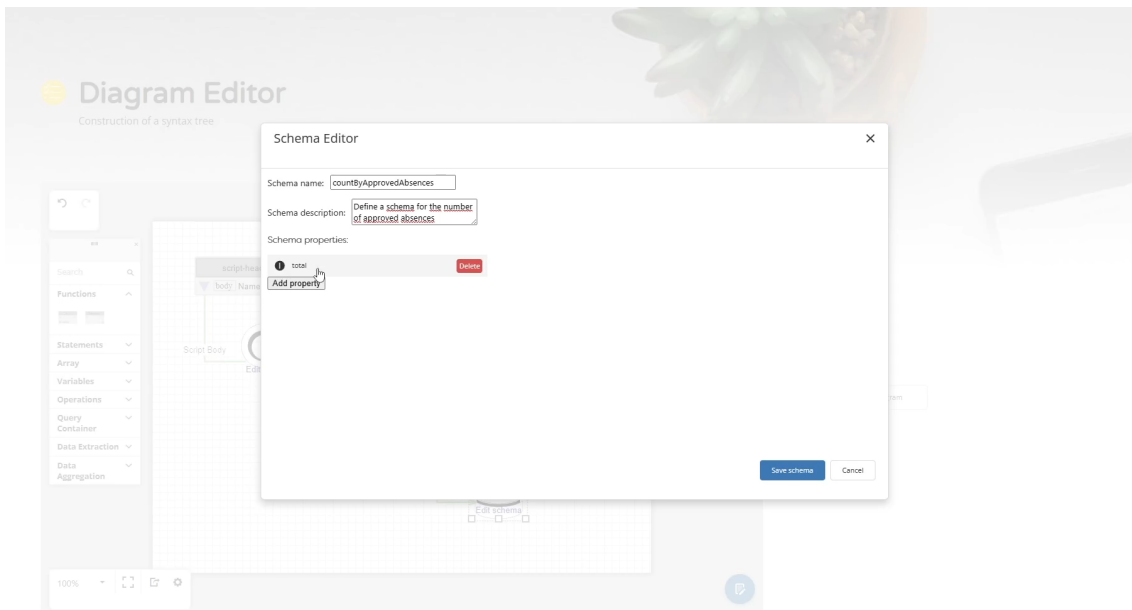 Diagram Editor
Construction of a syntax tree
Schema Editor
Schema name: countByApprovedAbsences
Schema description: Define a schema for the number
of approved absences
Schema properties:
total
Delete
Add property
Search
Functions
Statements
Array
Variables
Operations
Query
Container
Data Extraction
Data
Aggregation
body Name
Script Body
Save schema
Cancel
Edit schema
100%